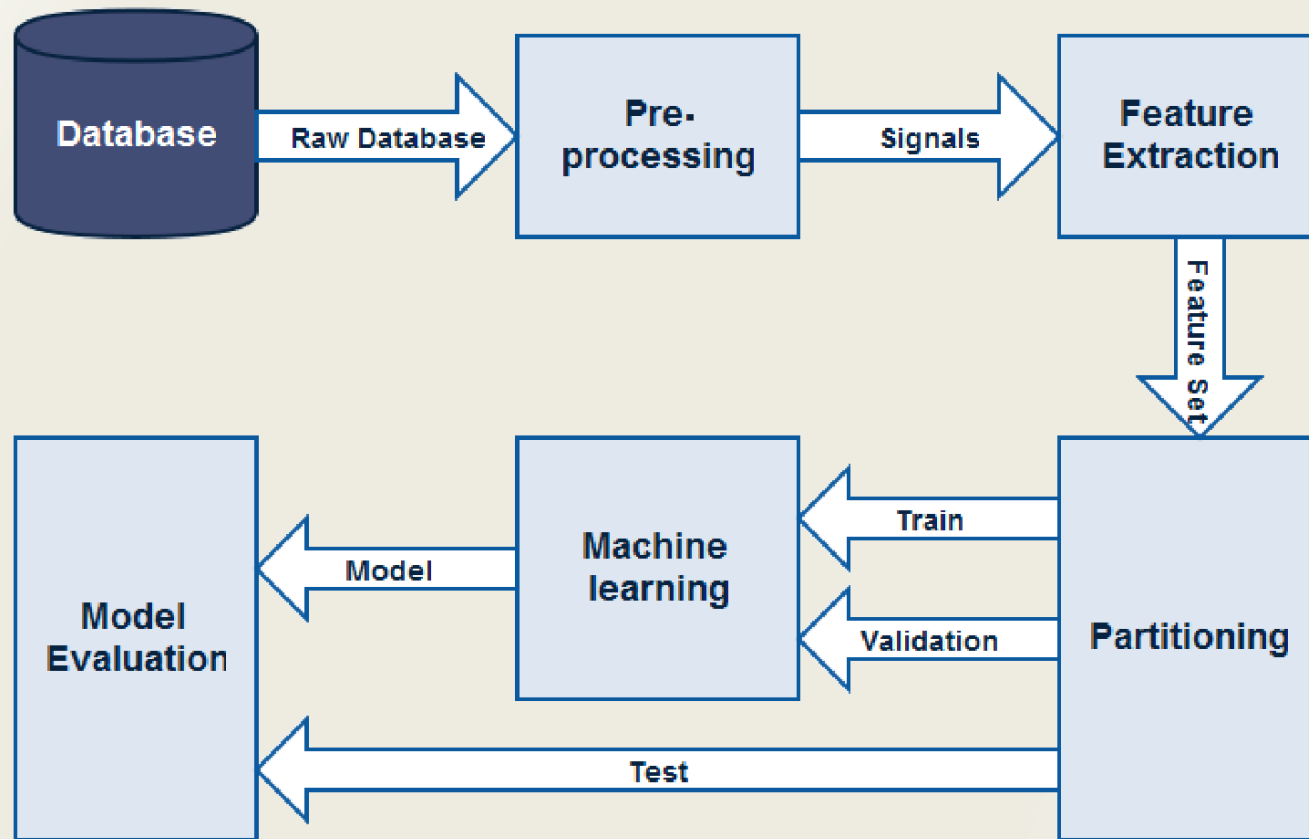 Database
Raw Database
Pre-
processing
Signals
Feature
Extraction
Feature Set
Train
Machine
learning
Model
Validation
Partitioning
Model
Evaluation
Test